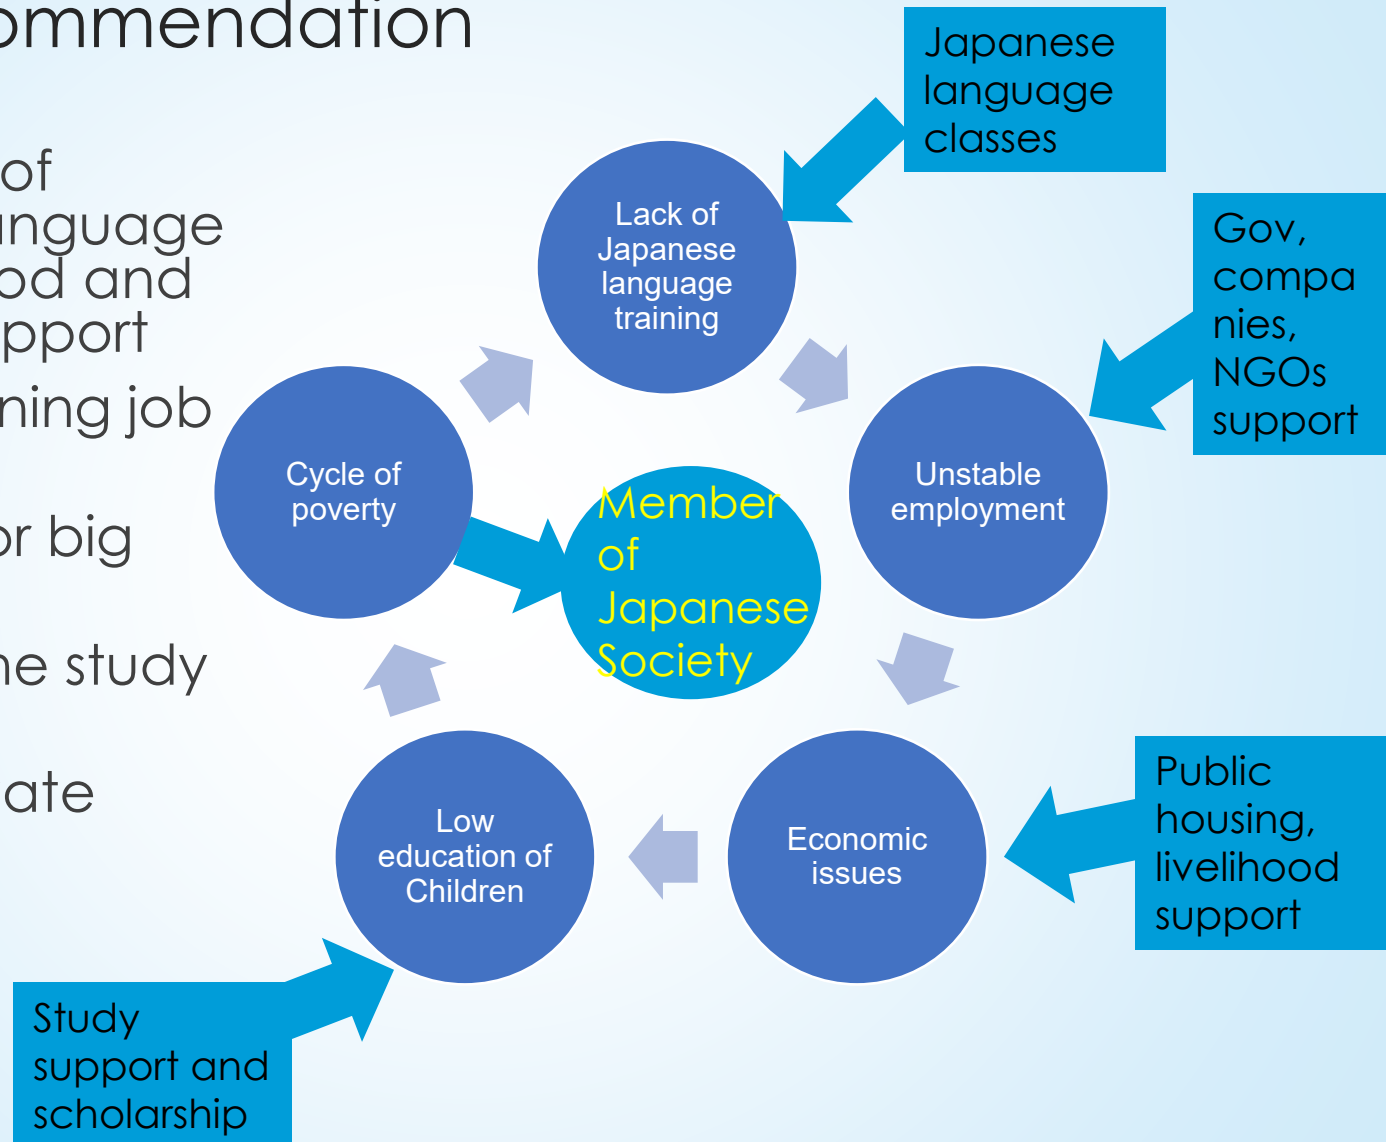 ommendation
of
nguage
od and
pport
ning job
or big
ne study
ate
Japanese
language
classes
Lack of
Japanese
language
training
Gov,
compa
nies,
NGOs
support
Unstable
employment
Cycle of
poverty
Member
of
Japanese
Society
Economic
issues
Public
housing,
livelihood
support
Low
education of
Children
Study
support and
scholarship